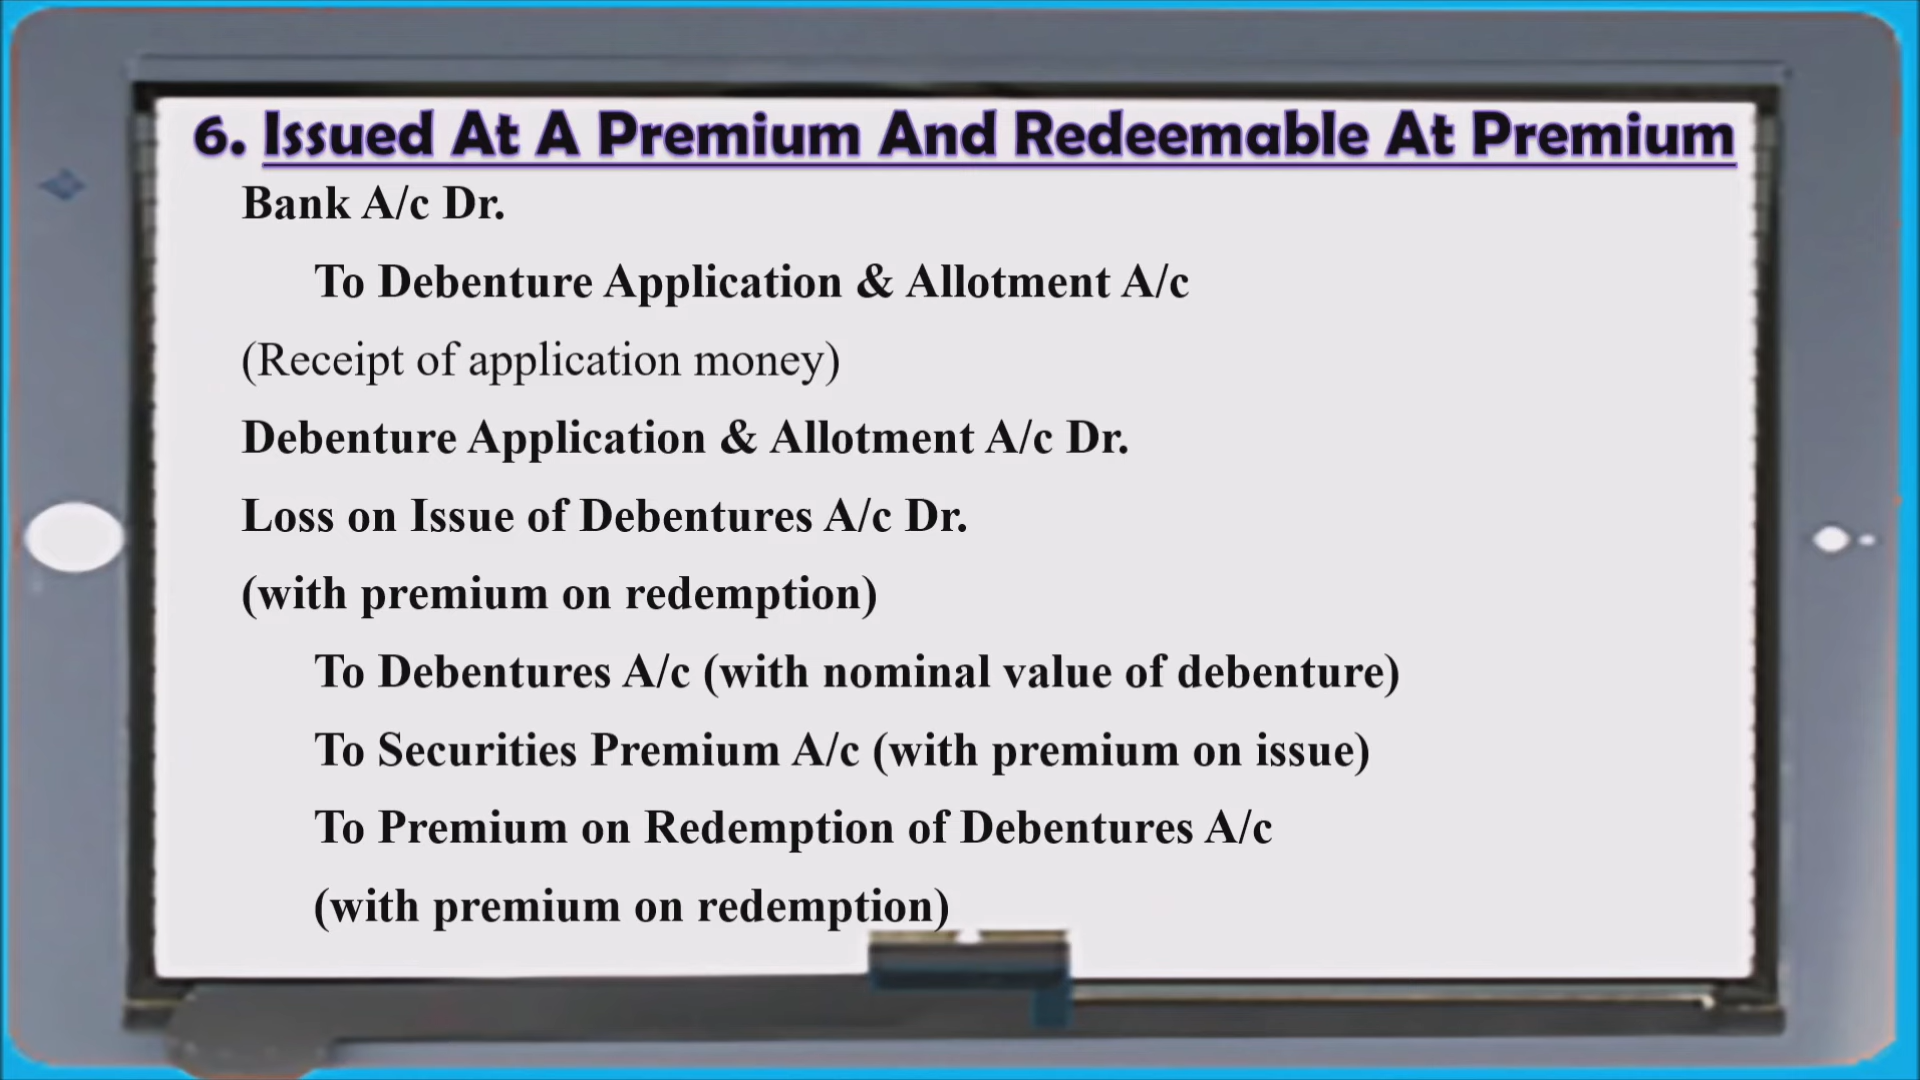 6. Issued At A Premium And Redeemable At Premium
Bank A/c Dr.
To Debenture Application & Allotment A/c
(Receipt of application money)
Debenture Application & Allotment A/c Dr.
Loss on Issue of Debentures A/c Dr.
(with premium on redemption)
To Debentures A/c (with nominal value of debenture)
To Securities Premium A/c (with premium on issue)
To Premium on Redemption of Debentures A/c
(with premium on redemption)